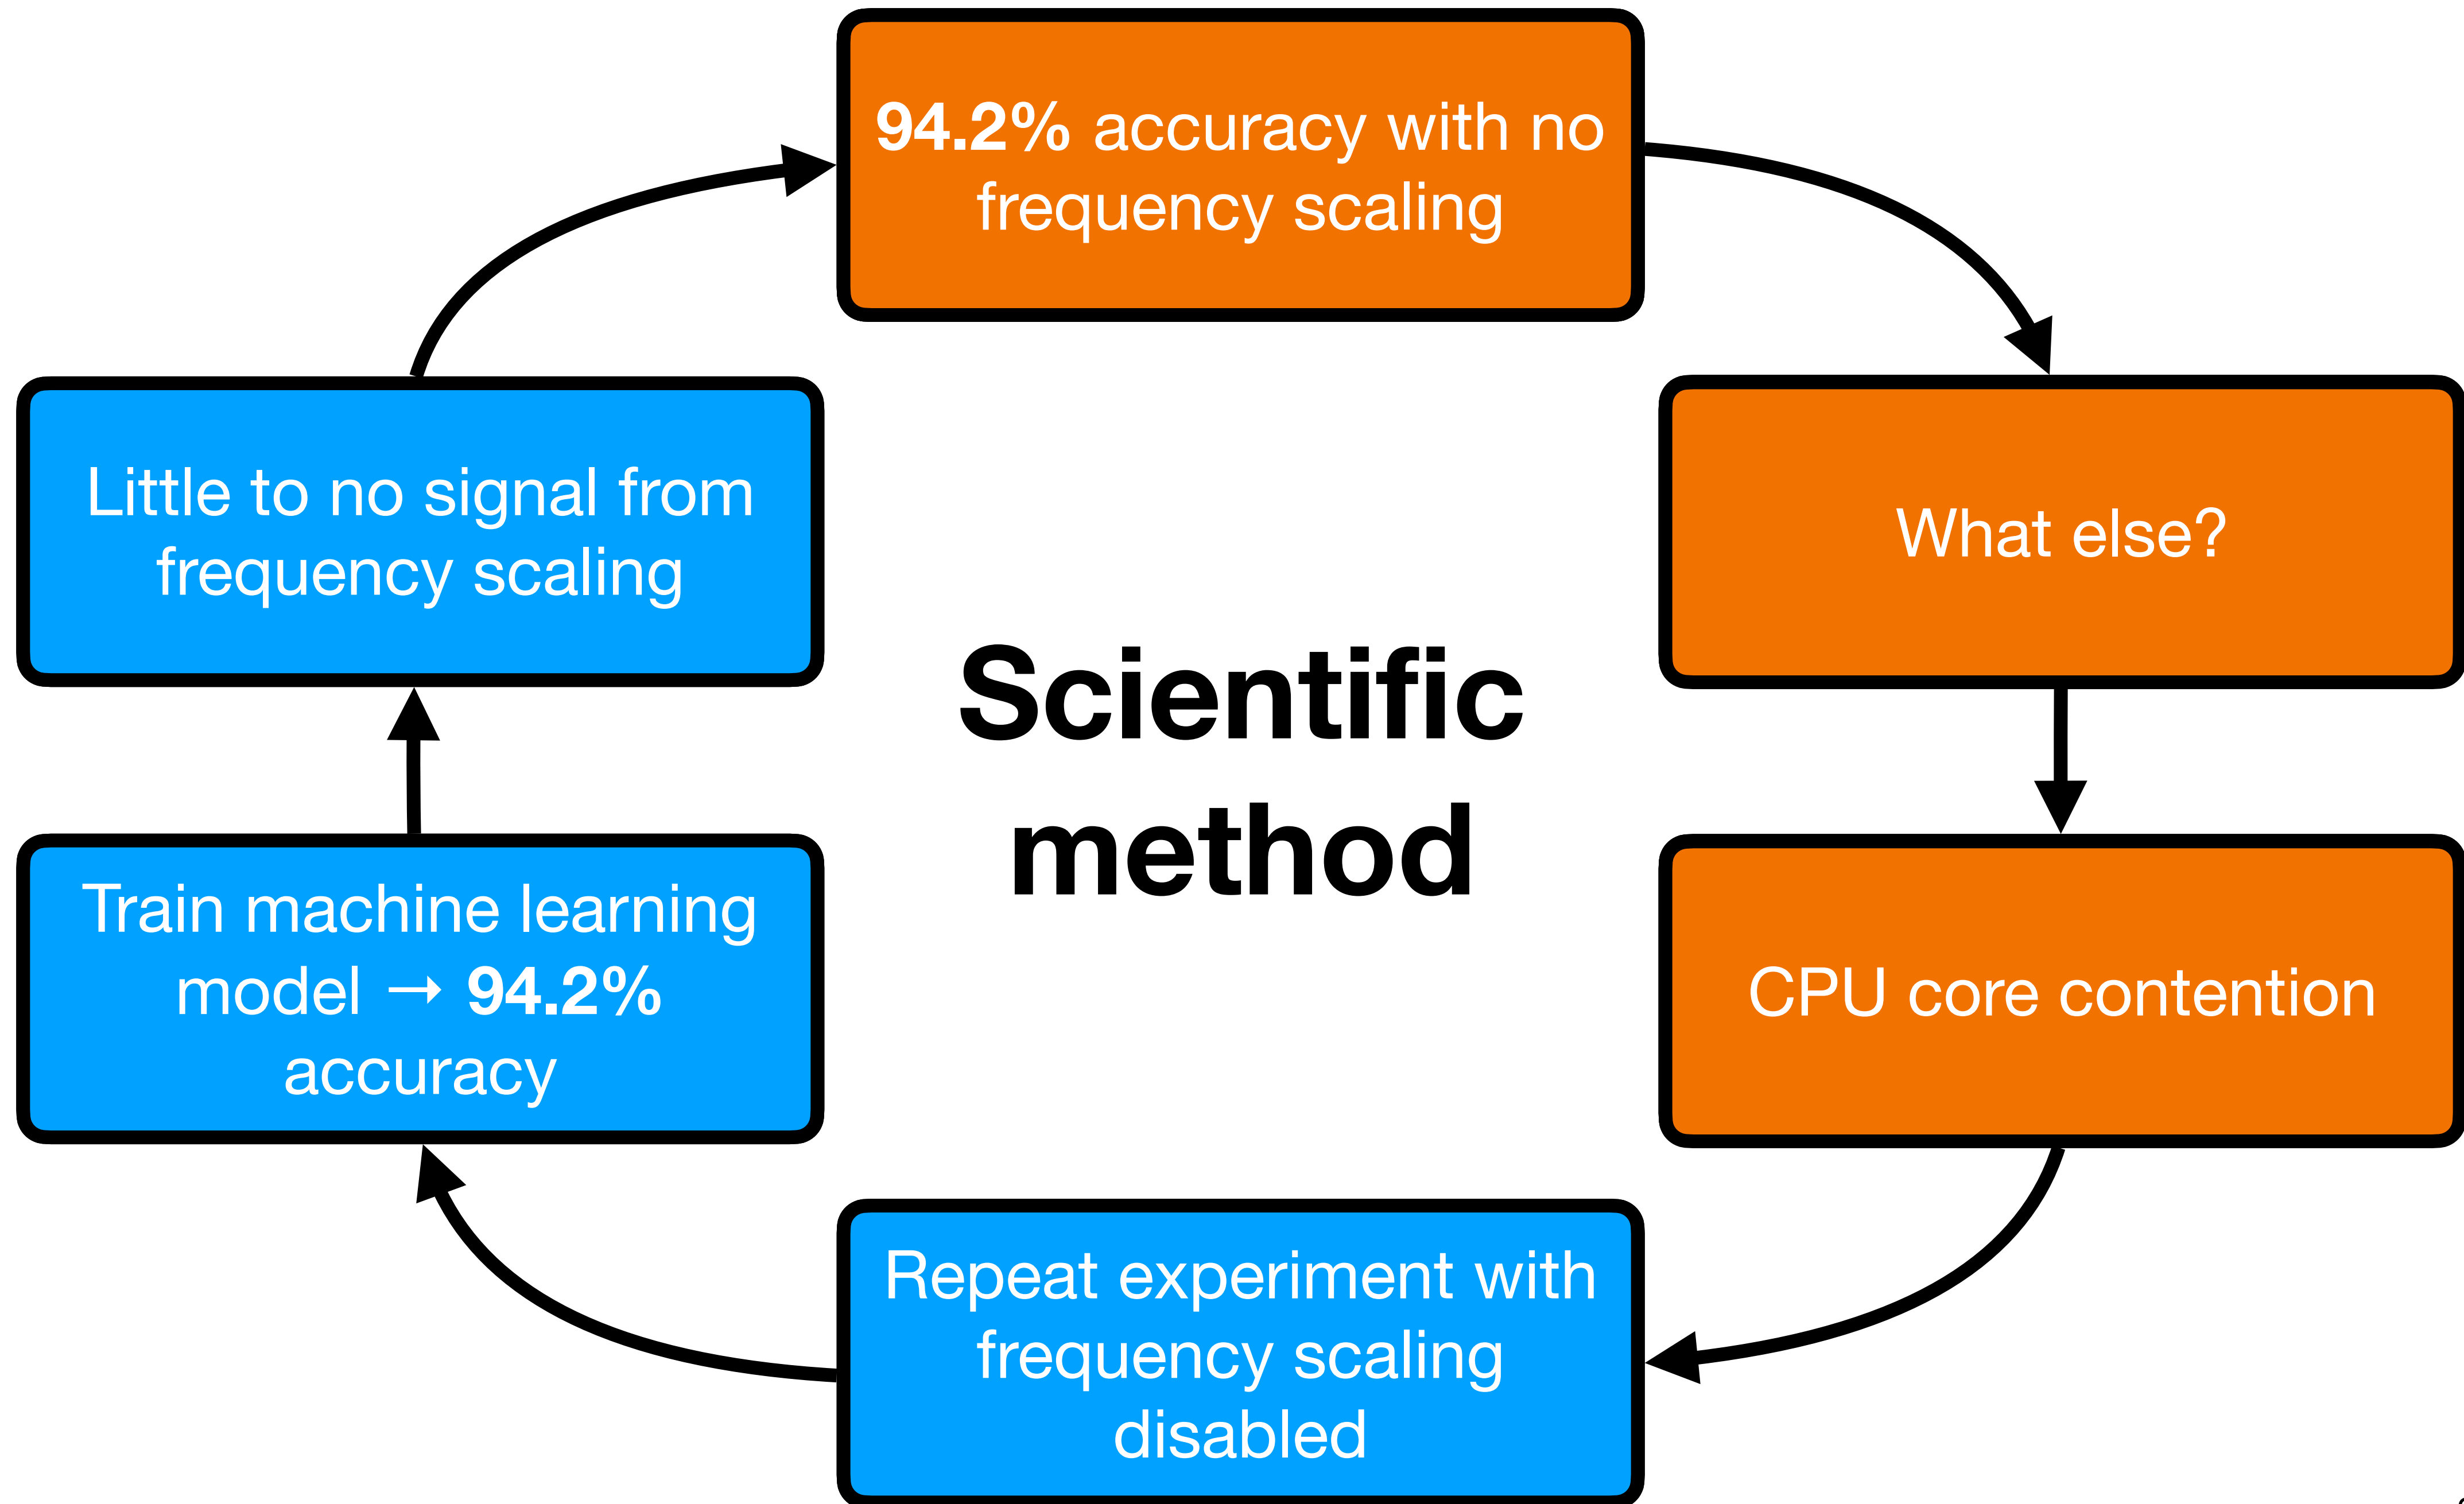 94.2% accuracy with no
frequency scaling
What else?
CPU core contention
Repeat experiment with
frequency scaling
disabled
Train machine learning
model → 94.2%
accuracy
Little to no signal from
frequency scaling
Scientific
method